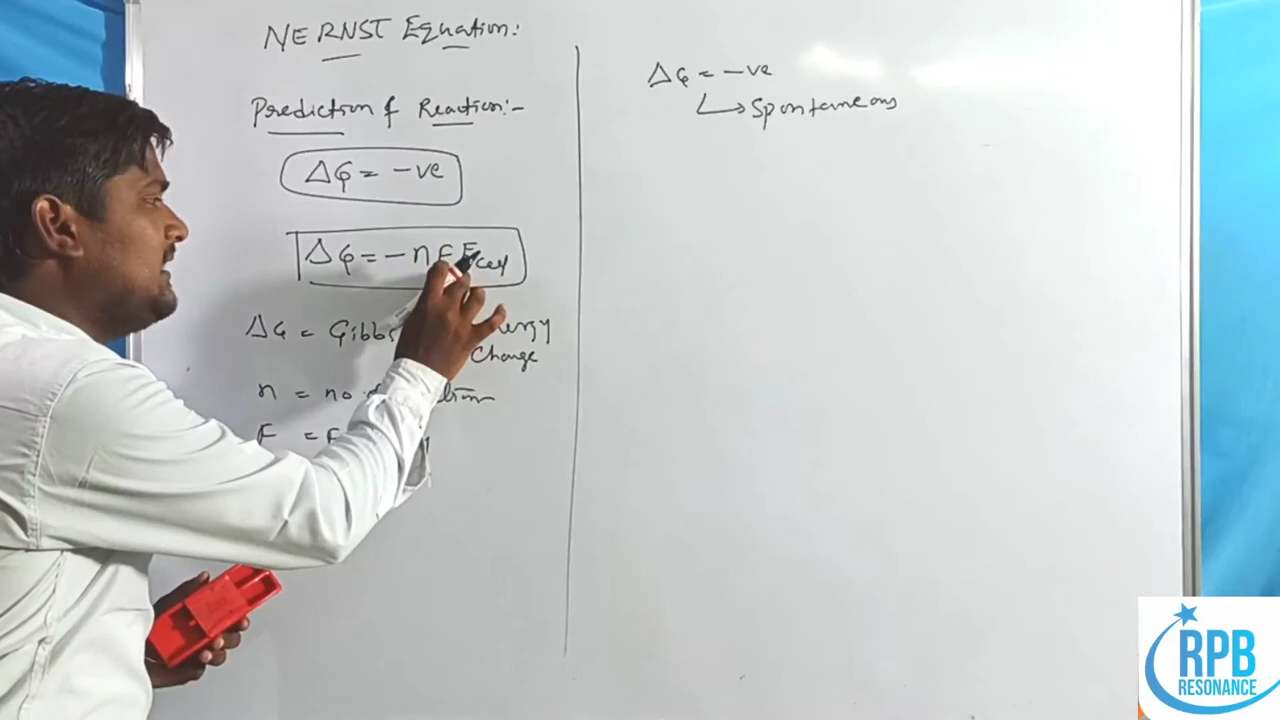 NERNST Equation:
Prediction of Reaction:-
ΔG = -ve
ΔG = -nFEcell
ΔG = Gibbs
Change
n = no
F =
ΔG = -ve
↳ Spontaneous
RPB
RESONANCE